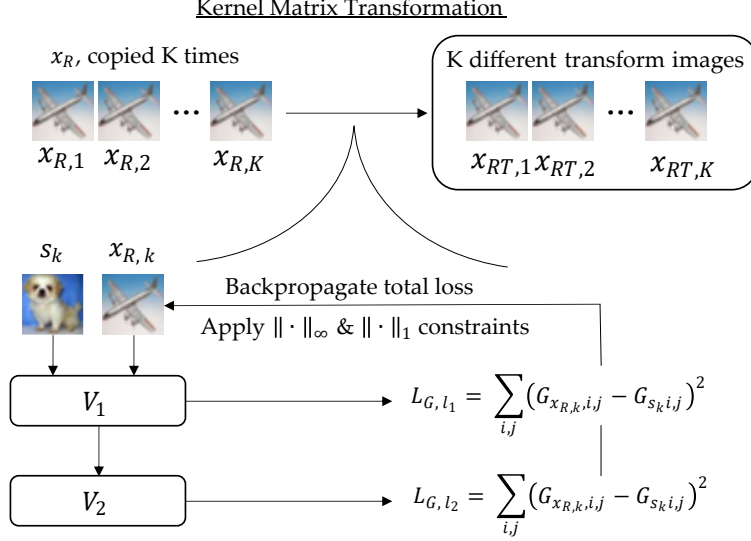 Kernel Matrix Transformation
x_R, copied K times
K different transform images
x_{R,1} x_{R,2} ... x_{R,K}
x_{RT,1} x_{RT,2} ... x_{RT,K}
s_k x_{R,k}
Backpropagate total loss
Apply ‖·‖_∞ & ‖·‖_1 constraints
V_1
L_{G,l_1} = ∑_{i,j} (G_{x_{R,k},i,j} − G_{s_k i,j})^2
V_2
L_{G,l_2} = ∑_{i,j} (G_{x_{R,k},i,j} − G_{s_k i,j})^2